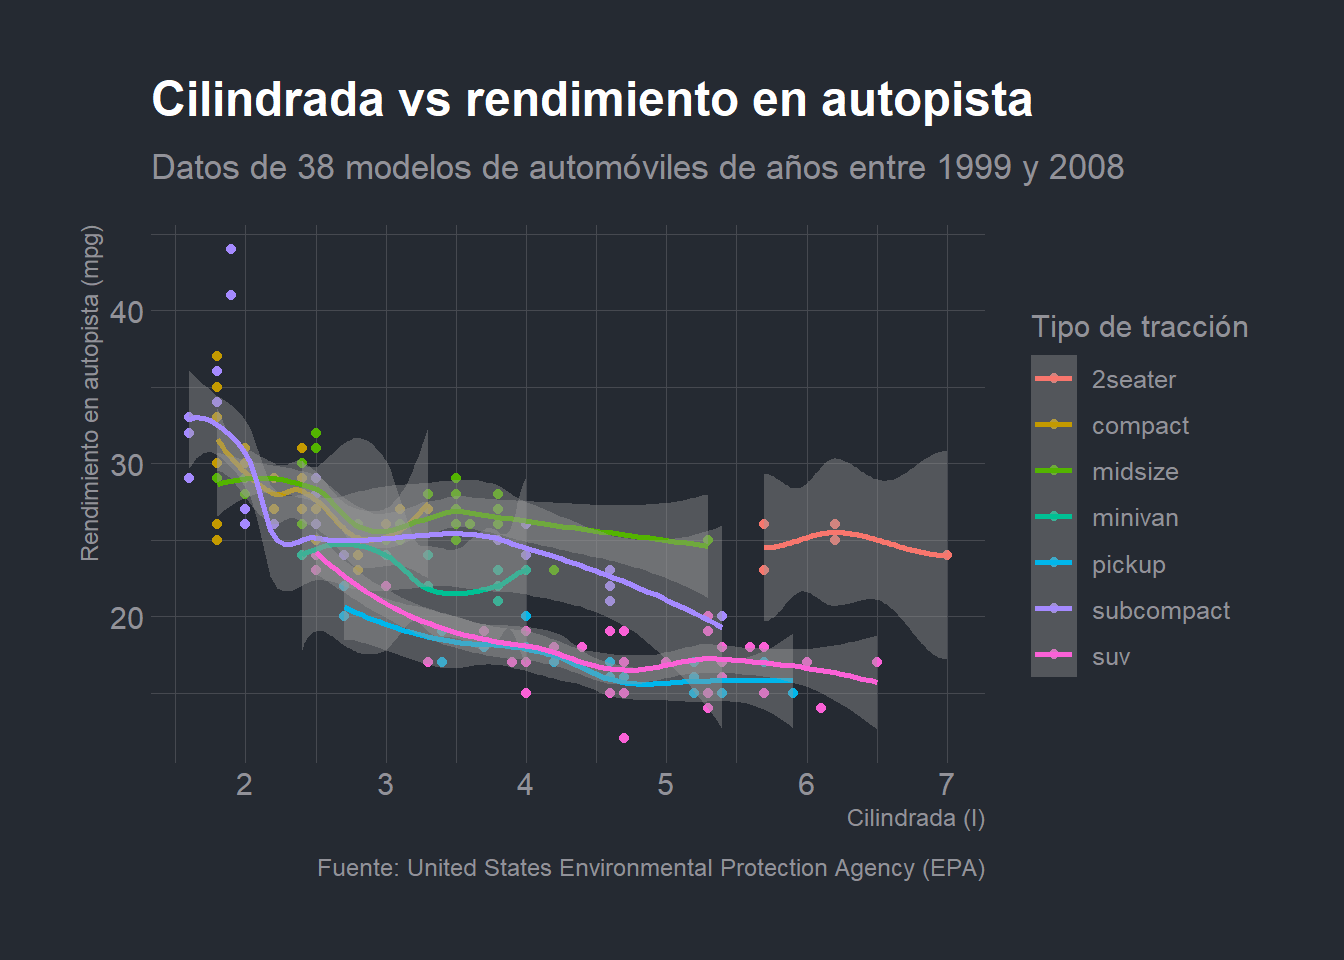 Cilindrada vs rendimiento en autopista
Datos de 38 modelos de automóviles de años entre 1999 y 2008
Rendimiento en autopista (mpg)
40
30
20
2 3 4 5 6 7
Cilindrada (l)
Tipo de tracción
2seater
compact
midsize
minivan
pickup
subcompact
suv
Fuente: United States Environmental Protection Agency (EPA)